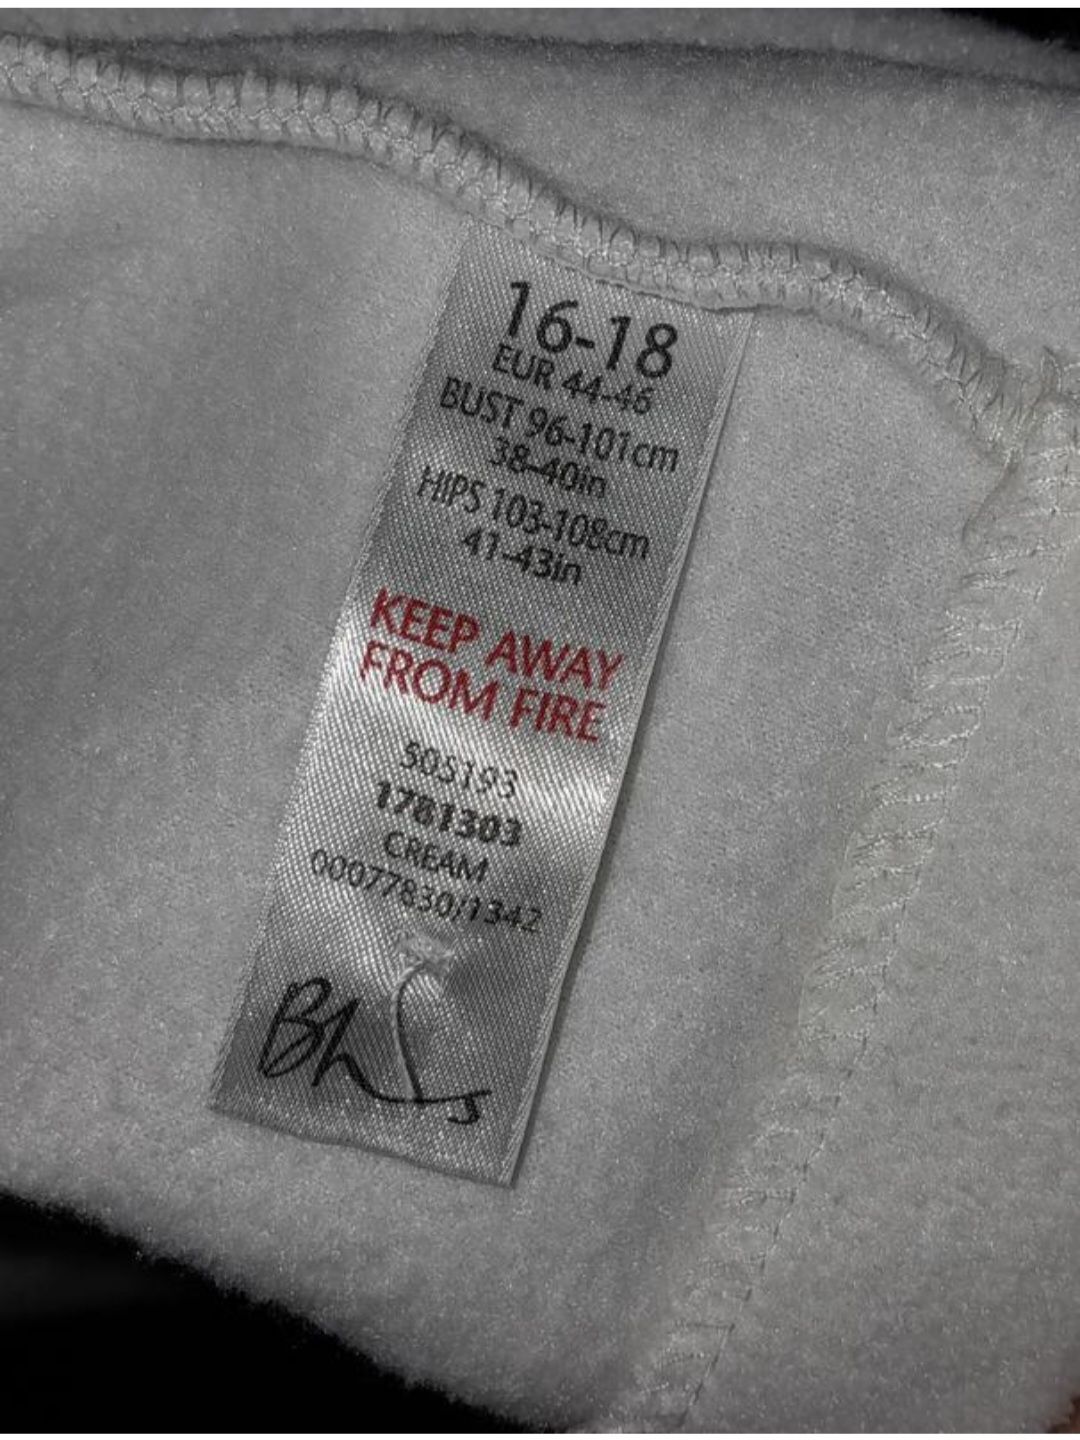 16-18
EUR 44-46
BUST 96-101cm
38-40in
HIPS 103-108cm
41-43in
KEEP AWAY
FROM FIRE
505193
1781303
CREAM
00077830/1342
Bhs